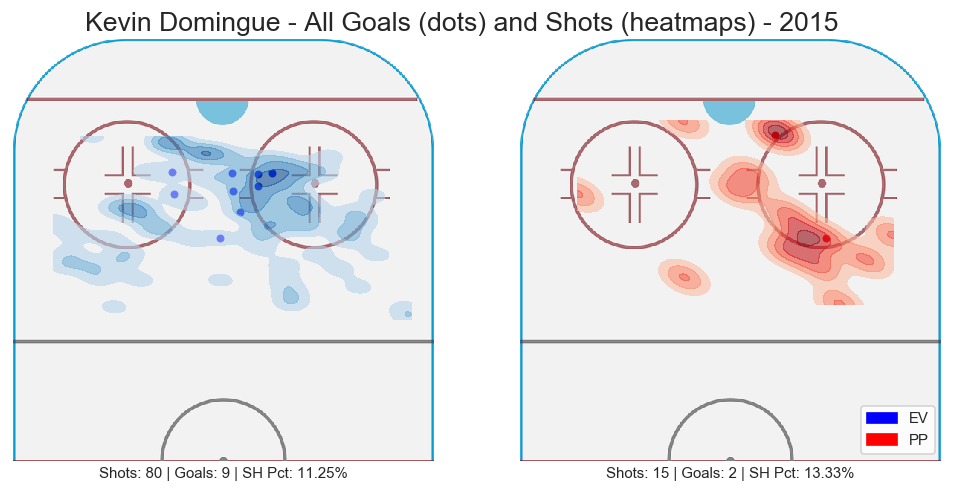 Kevin Domingue - All Goals (dots) and Shots (heatmaps) - 2015
EV
PP
Shots: 80 | Goals: 9 | SH Pct: 11.25%
Shots: 15 | Goals: 2 | SH Pct: 13.33%